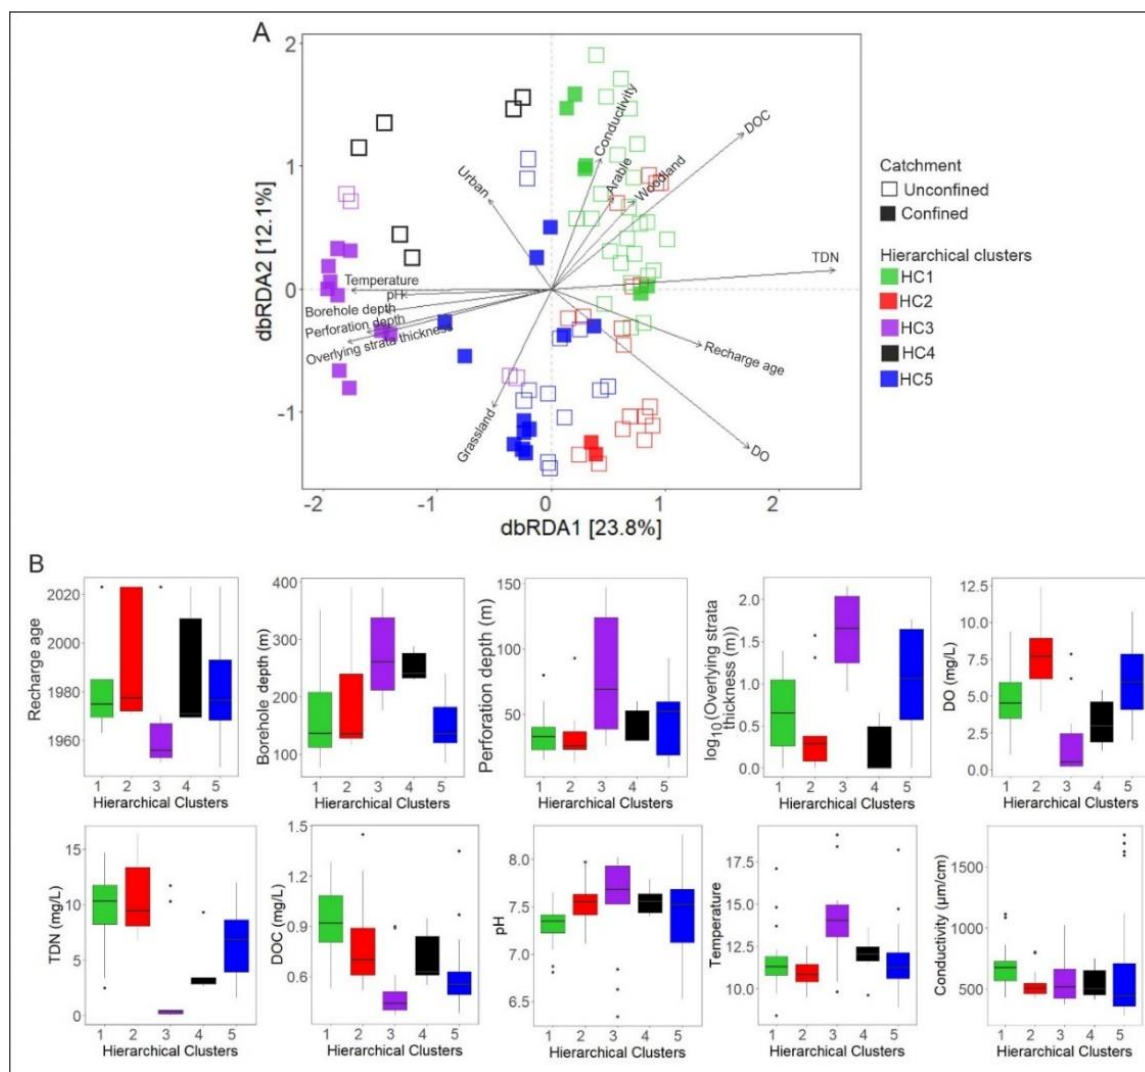 A
dbRDA2 [12.1%]
2
1
0
-1
-2
-1
0
1
2
dbRDA1 [23.8%]
Conductivity
Arable
Woodland
DOC
Urban
TDN
Temperature
pH
Borehole depth
Perforation depth
Overlying strata thickness
Recharge age
Grassland
DO
Catchment
Unconfined
Confined
Hierarchical clusters
HC1
HC2
HC3
HC4
HC5
B
Recharge age
2020
2000
1980
1960
1 2 3 4 5
Hierarchical Clusters
Borehole depth (m)
400
300
200
100
1 2 3 4 5
Hierarchical Clusters
Perforation depth (m)
150
100
50
1 2 3 4 5
Hierarchical Clusters
log10(Overlying strata
thickness (m))
2.0
1.5
1.0
0.5
0.0
1 2 3 4 5
Hierarchical Clusters
DO (mg/L)
12.5
10.0
7.5
5.0
2.5
0.0
1 2 3 4 5
Hierarchical Clusters
TDN (mg/L)
15
10
5
0
1 2 3 4 5
Hierarchical Clusters
DOC (mg/L)
1.5
1.2
0.9
0.6
1 2 3 4 5
Hierarchical Clusters
pH
8.0
7.5
7.0
6.5
1 2 3 4 5
Hierarchical Clusters
Temperature
17.5
15.0
12.5
10.0
1 2 3 4 5
Hierarchical Clusters
Conductivity (µm/cm)
1500
1000
500
1 2 3 4 5
Hierarchical Clusters